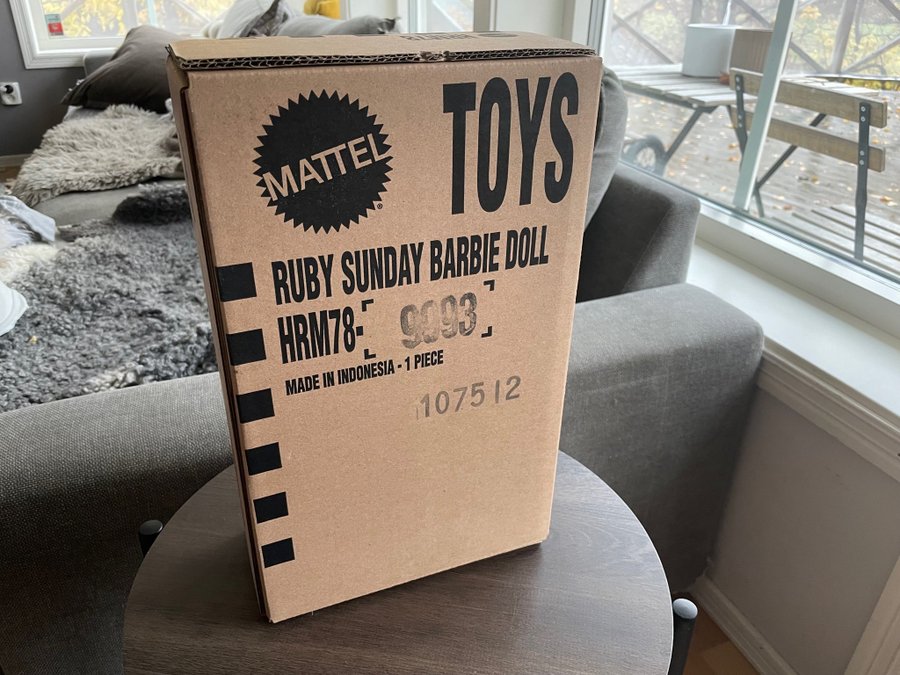 MATTEL®
TOYS
RUBY SUNDAY BARBIE DOLL
HRM78-[9093]
MADE IN INDONESIA - 1 PIECE
107512